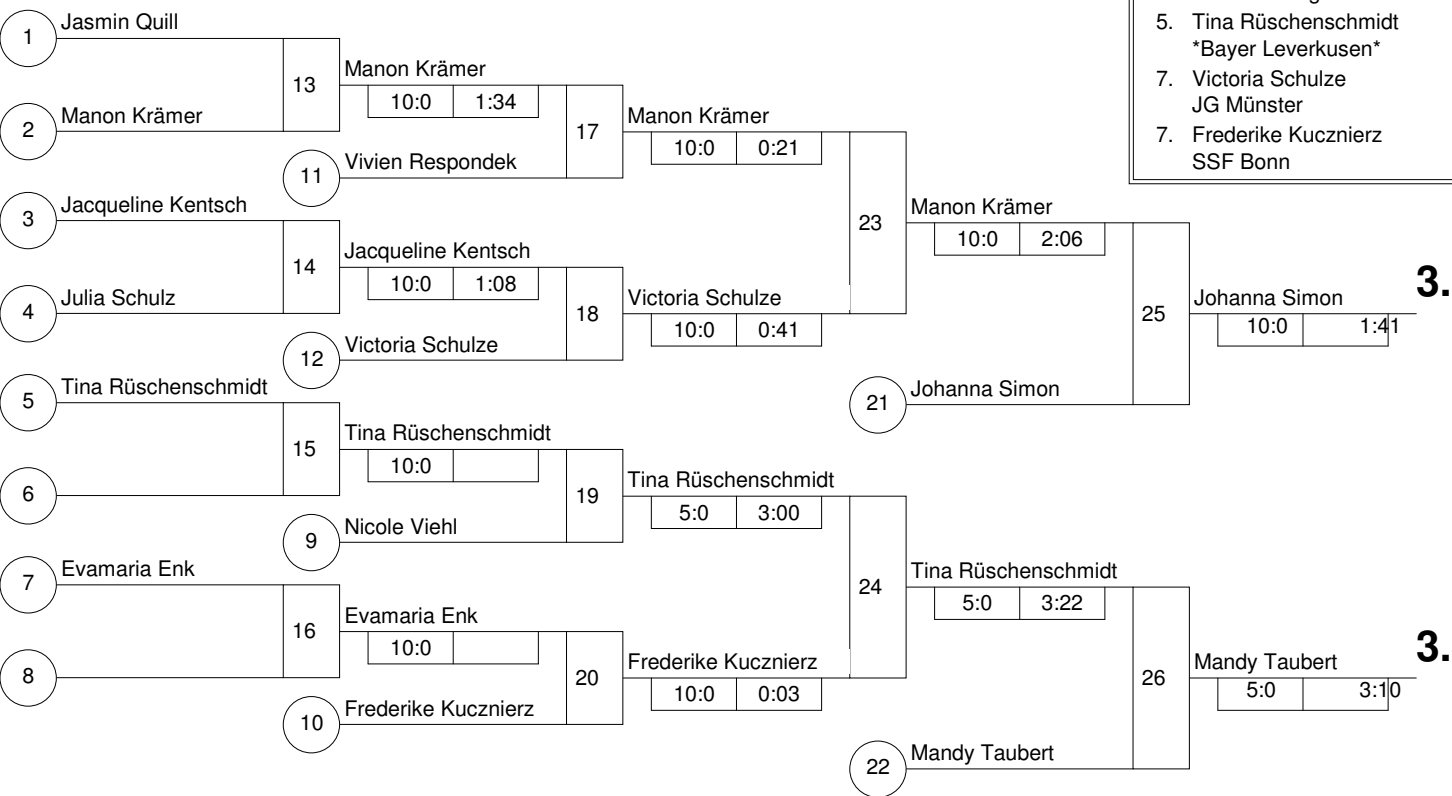 5. Tina Rüschenschmidt
*Bayer Leverkusen*
7. Victoria Schulze
JG Münster
7. Frederike Kucznierz
SSF Bonn
1 Jasmin Quill
13 Manon Krämer
10:0 1:34
2 Manon Krämer
17 Manon Krämer
10:0 0:21
11 Vivien Respondek
3 Jacqueline Kentsch
23 Manon Krämer
10:0 2:06
14 Jacqueline Kentsch
10:0 1:08
4 Julia Schulz
18 Victoria Schulze
10:0 0:41
12 Victoria Schulze
25 Johanna Simon 3.
10:0 1:41
21 Johanna Simon
5 Tina Rüschenschmidt
15 Tina Rüschenschmidt
10:0
6
19 Tina Rüschenschmidt
5:0 3:00
9 Nicole Viehl
7 Evamaria Enk
24 Tina Rüschenschmidt
5:0 3:22
16 Evamaria Enk
10:0
8
20 Frederike Kucznierz
10:0 0:03
10 Frederike Kucznierz
26 Mandy Taubert 3.
5:0 3:10
22 Mandy Taubert